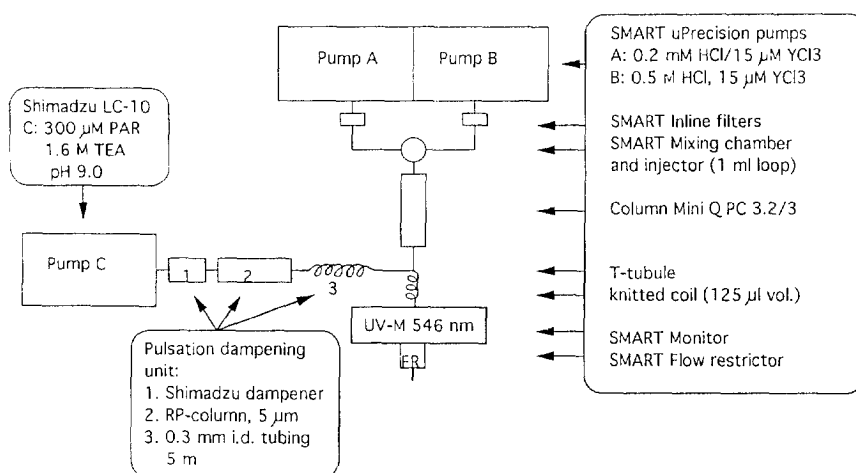 Pump A
Pump B
SMART uPrecision pumps
A: 0.2 mM HCl/15 µM YCl3
B: 0.5 M HCl, 15 µM YCl3
SMART Inline filters
SMART Mixing chamber
and injector (1 ml loop)
Column Mini Q PC 3.2/3
T-tubule
knitted coil (125 µl vol.)
SMART Monitor
SMART Flow restrictor
Shimadzu LC-10
C: 300 µM PAR
1.6 M TEA
pH 9.0
Pump C
1
2
3
UV-M 546 nm
FR
Pulsation dampening
unit:
1. Shimadzu dampener
2. RP-column, 5 µm
3. 0.3 mm i.d. tubing
5 m